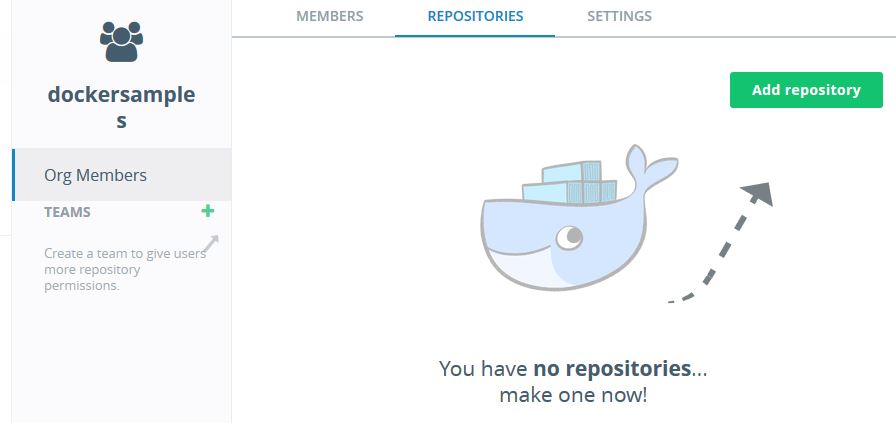 MEMBERS
REPOSITORIES
SETTINGS
dockersample
s
Add repository
Org Members
TEAMS
Create a team to give users
more repository
permissions.
You have no repositories...
make one now!